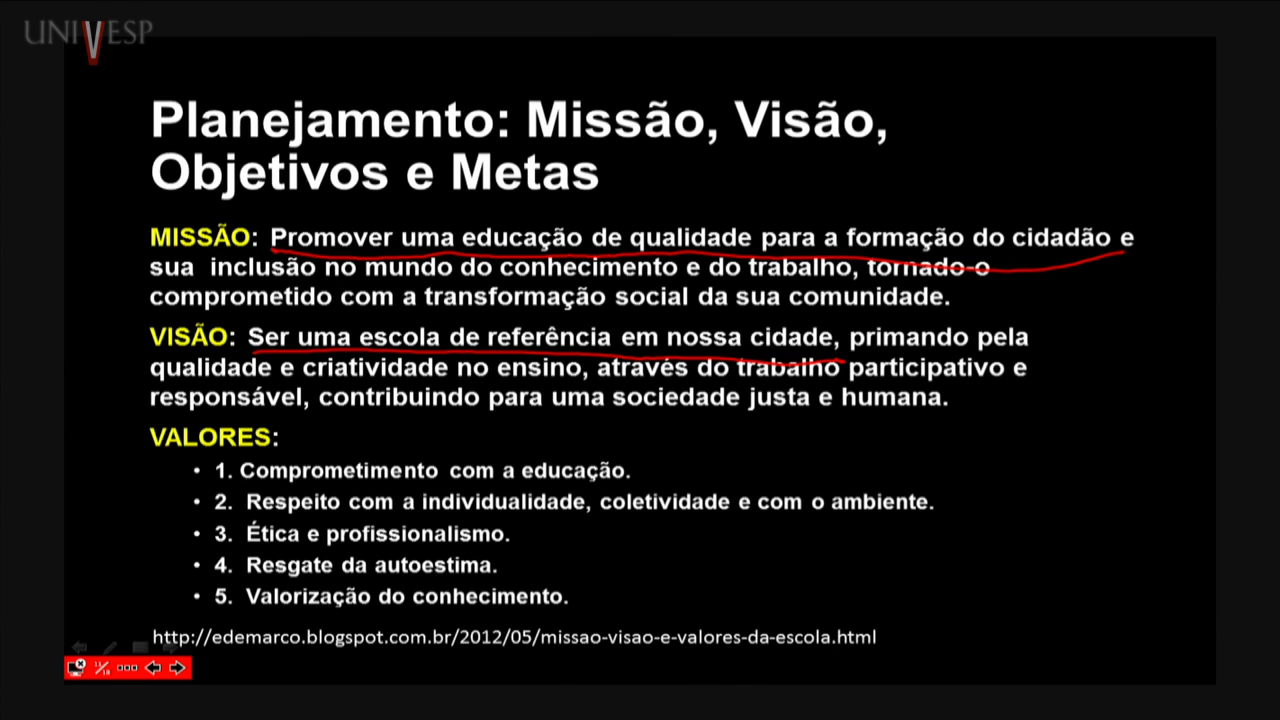 UNIVESP
Planejamento: Missão, Visão,
Objetivos e Metas
MISSÃO: Promover uma educação de qualidade para a formação do cidadão e
sua inclusão no mundo do conhecimento e do trabalho, tornado-o
comprometido com a transformação social da sua comunidade.
VISÃO: Ser uma escola de referência em nossa cidade, primando pela
qualidade e criatividade no ensino, através do trabalho participativo e
responsável, contribuindo para uma sociedade justa e humana.
VALORES:
• 1. Comprometimento com a educação.
• 2. Respeito com a individualidade, coletividade e com o ambiente.
• 3. Ética e profissionalismo.
• 4. Resgate da autoestima.
• 5. Valorização do conhecimento.
http://edemarco.blogspot.com.br/2012/05/missao-visao-e-valores-da-escola.html